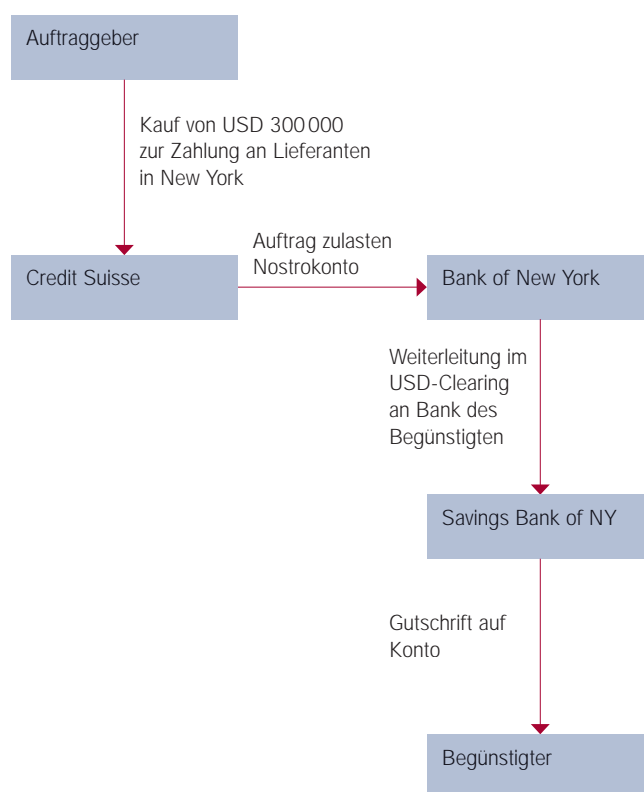 Auftraggeber
Kauf von USD 300 000
zur Zahlung an Lieferanten
in New York
Credit Suisse
Auftrag zulasten
Nostrokonto
Bank of New York
Weiterleitung im
USD-Clearing
an Bank des
Begünstigten
Savings Bank of NY
Gutschrift auf
Konto
Begünstigter